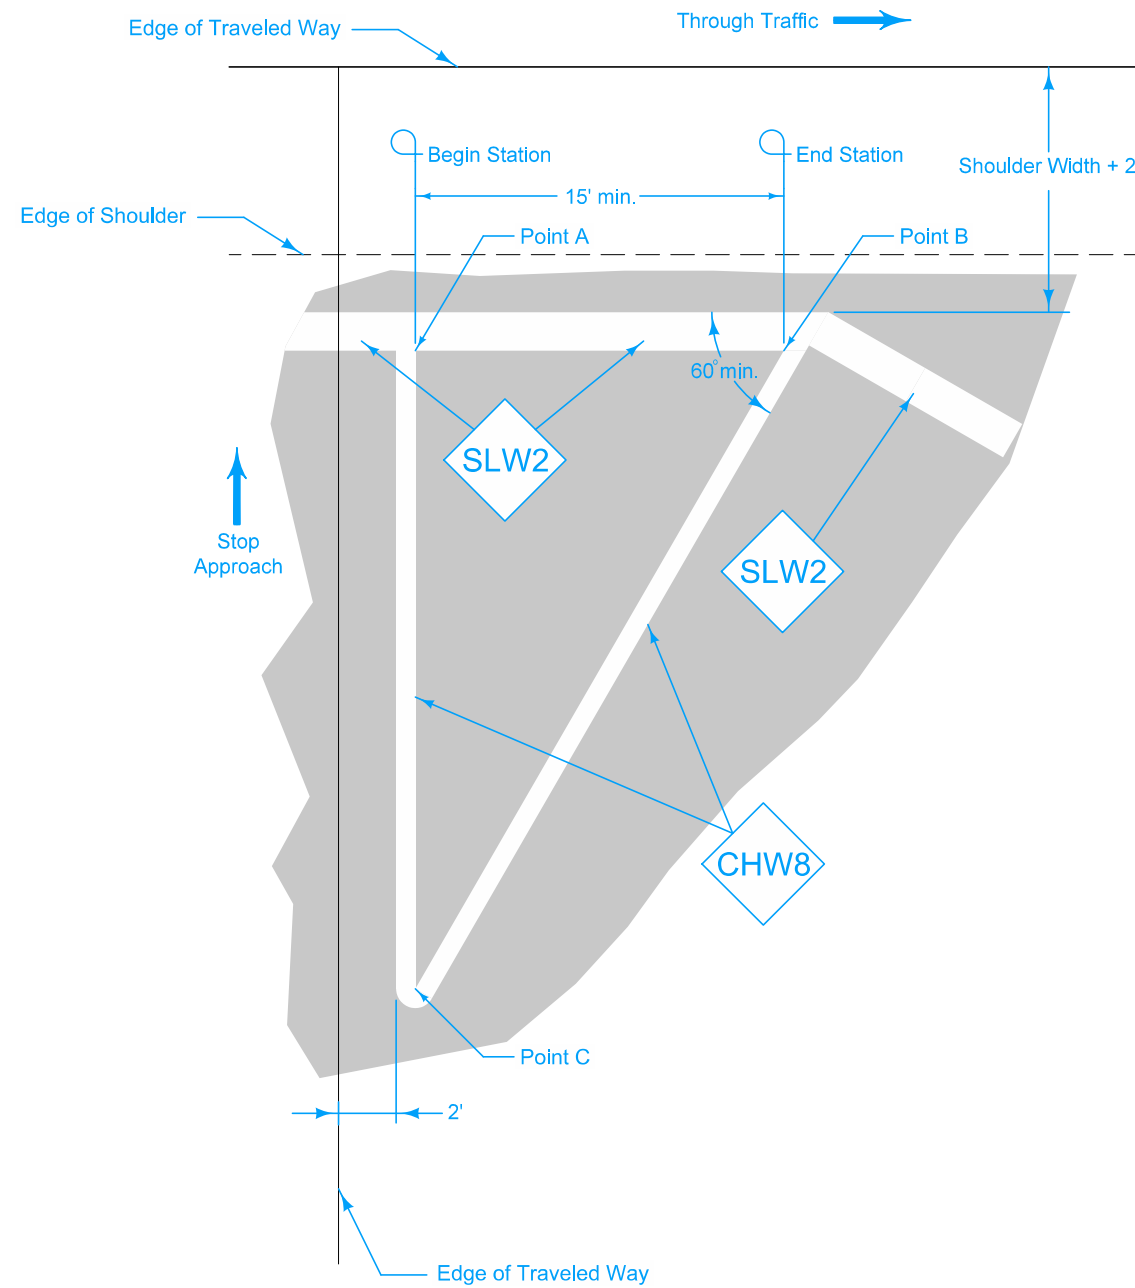 Through Traffic
Edge of Traveled Way
Begin Station
End Station
Shoulder Width + 2
15' min.
Edge of Shoulder
Point A
Point B
60° min.
SLW2
Stop
Approach
SLW2
CHW8
Point C
2'
Edge of Traveled Way